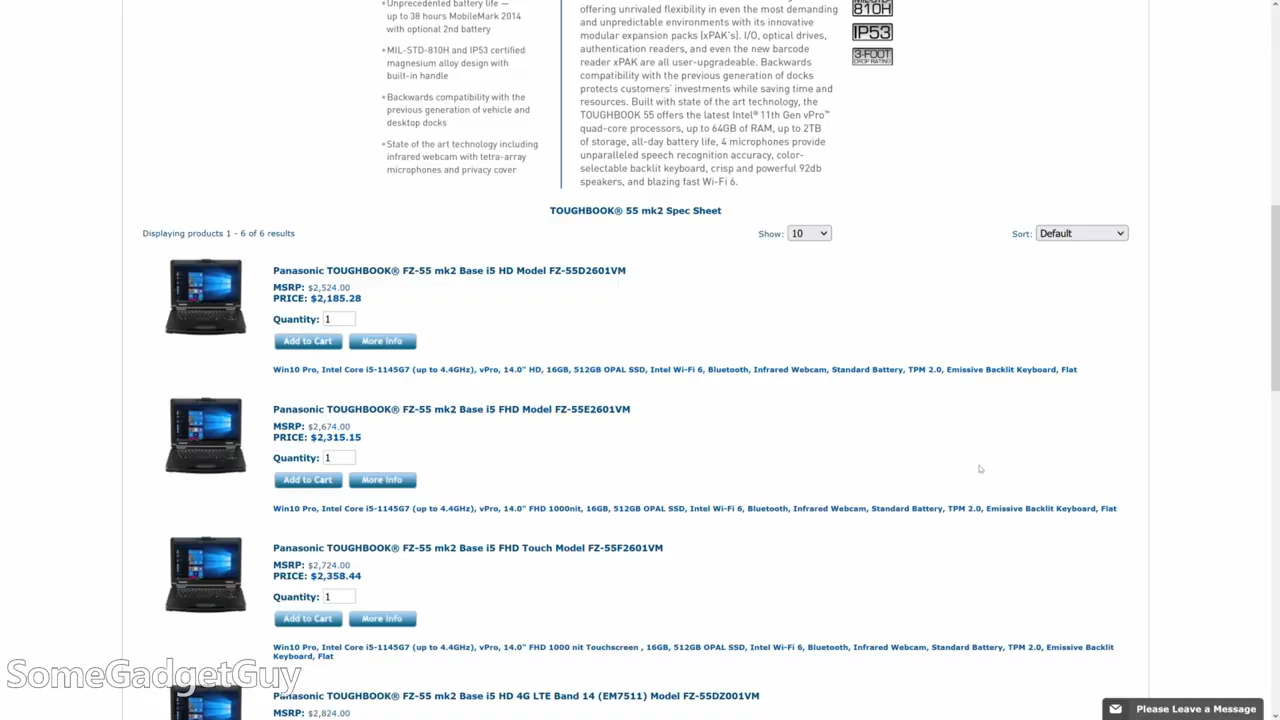 Unprecedented battery life —
up to 38 hours MobileMark 2014
with optional 2nd battery
MIL-STD-810H and IP53 certified
magnesium alloy design with
built-in handle
Backwards compatibility with the
previous generation of vehicle and
desktop docks
State of the art technology including
infrared webcam with tetra-array
microphones and privacy cover
offering unrivaled flexibility in even the most demanding
and unpredictable environments with its innovative
modular expansion packs (xPAK's). I/O, optical drives,
authentication readers, and even the new barcode
reader xPAK are all user-upgradeable. Backwards
compatibility with the previous generation of docks
protects customers' investments while saving time and
resources. Built with state of the art technology, the
TOUGHBOOK 55 offers the latest Intel® 11th Gen vPro™
quad-core processors, up to 64GB of RAM, up to 2TB
of storage, all-day battery life, 4 microphones provide
unparalleled speech recognition accuracy, color-
selectable backlit keyboard, crisp and powerful 92db
speakers, and blazing fast Wi-Fi 6.
810H
IP53
3-FOOT
DROP RATING
TOUGHBOOK® 55 mk2 Spec Sheet
Displaying products 1 - 6 of 6 results
Show: 10
Sort: Default
Panasonic TOUGHBOOK® FZ-55 mk2 Base i5 HD Model FZ-55D2601VM
MSRP: $2,524.00
PRICE: $2,185.28
Quantity: 1
Add to Cart More Info
Win10 Pro, Intel Core i5-1145G7 (up to 4.4GHz), vPro, 14.0" HD, 16GB, 512GB OPAL SSD, Intel Wi-Fi 6, Bluetooth, Infrared Webcam, Standard Battery, TPM 2.0, Emissive Backlit Keyboard, Flat
Panasonic TOUGHBOOK® FZ-55 mk2 Base i5 FHD Model FZ-55E2601VM
MSRP: $2,674.00
PRICE: $2,315.15
Quantity: 1
Add to Cart More Info
Win10 Pro, Intel Core i5-1145G7 (up to 4.4GHz), vPro, 14.0" FHD 1000nit, 16GB, 512GB OPAL SSD, Intel Wi-Fi 6, Bluetooth, Infrared Webcam, Standard Battery, TPM 2.0, Emissive Backlit Keyboard, Flat
Panasonic TOUGHBOOK® FZ-55 mk2 Base i5 FHD Touch Model FZ-55F2601VM
MSRP: $2,724.00
PRICE: $2,358.44
Quantity: 1
Add to Cart More Info
Win10 Pro, Intel Core i5-1145G7 (up to 4.4GHz), vPro, 14.0" FHD 1000 nit Touchscreen , 16GB, 512GB OPAL SSD, Intel Wi-Fi 6, Bluetooth, Infrared Webcam, Standard Battery, TPM 2.0, Emissive Backlit
Keyboard, Flat
SomeGadgetGuy
Panasonic TOUGHBOOK® FZ-55 mk2 Base i5 HD 4G LTE Band 14 (EM7511) Model FZ-55DZ001VM
MSRP: $2,824.00
Please Leave a Message